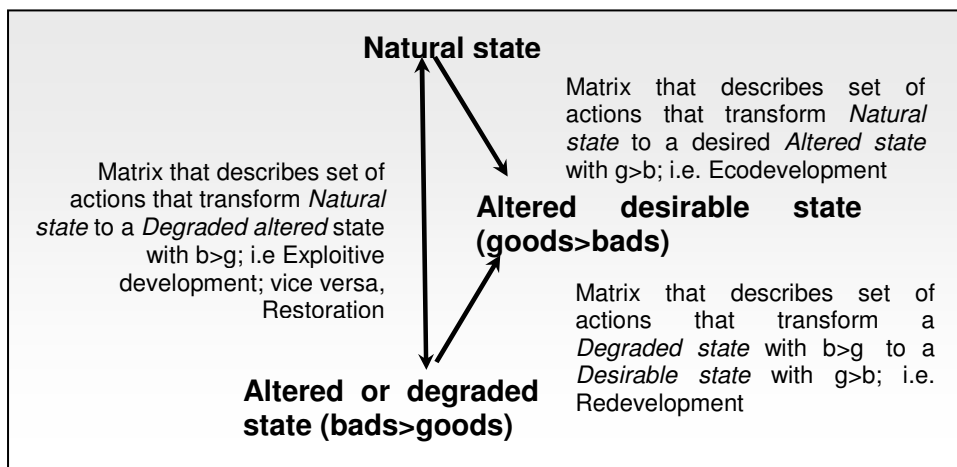 Natural state
Matrix that describes set of
actions that transform Natural
state to a desired Altered state
with g>b; i.e. Ecodevelopment
Matrix that describes set of
actions that transform Natural
state to a Degraded altered state
with b>g; i.e Exploitive
development; vice versa,
Restoration
Altered desirable state
(goods>bads)
Matrix that describes set of
actions that transform a
Degraded state with b>g to a
Desirable state with g>b; i.e.
Redevelopment
Altered or degraded
state (bads>goods)